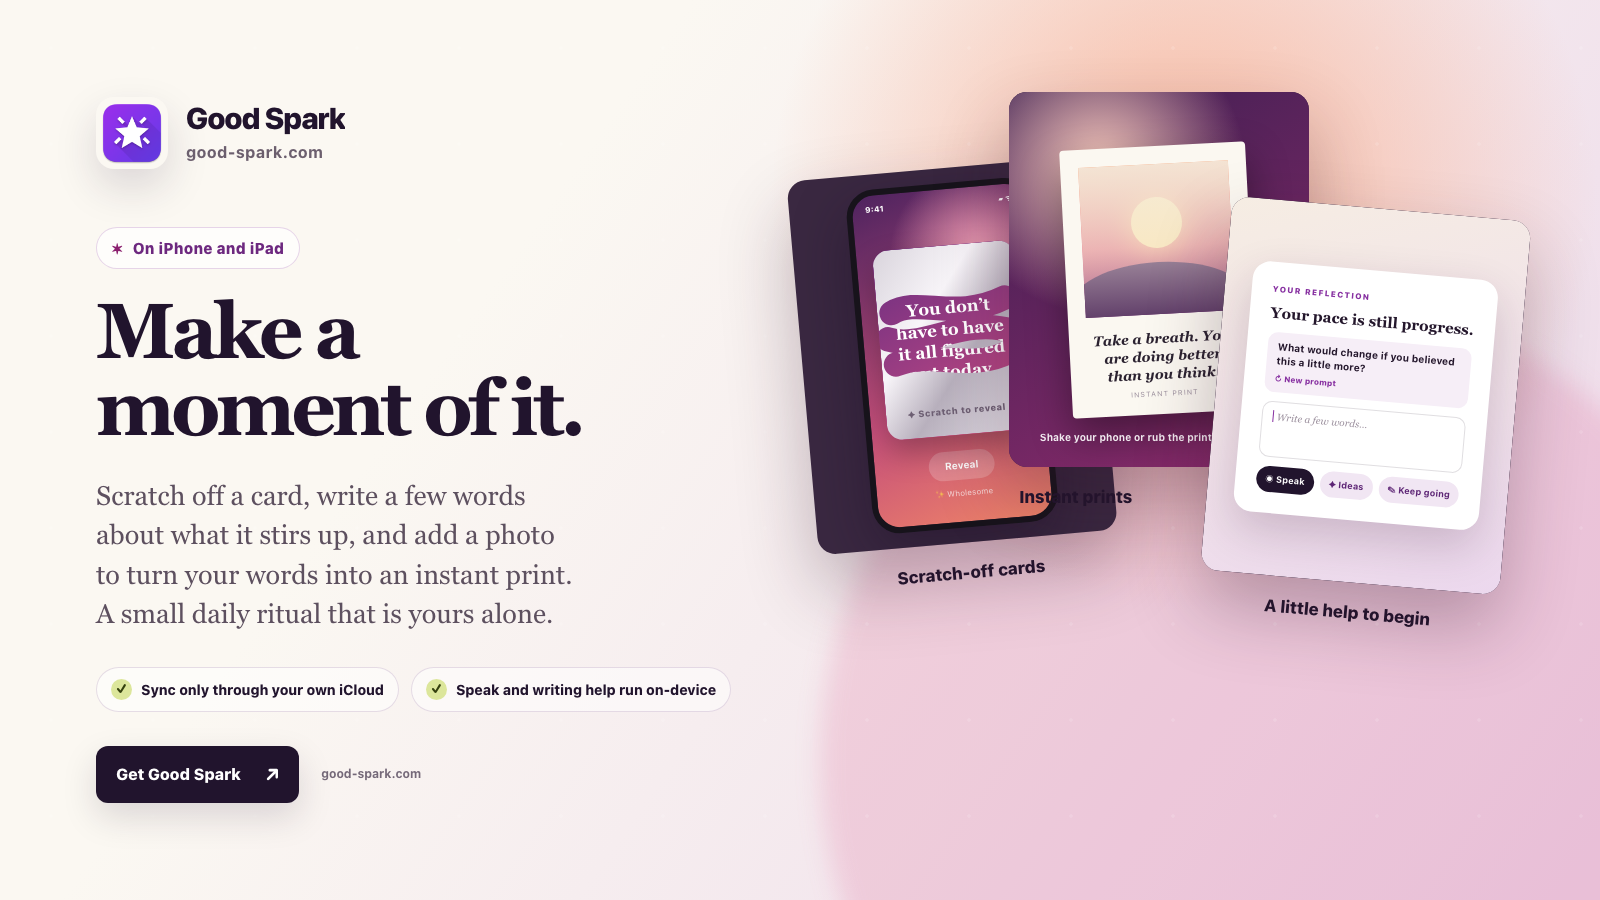 Good Spark
good-spark.com
On iPhone and iPad
Make a
moment of it.
Scratch off a card, write a few words
about what it stirs up, and add a photo
to turn your words into an instant print.
A small daily ritual that is yours alone.
Sync only through your own iCloud
Speak and writing help run on-device
Get Good Spark
good-spark.com
9:41
You don’t
have to have
it all figured
today
Scratch to reveal
Reveal
Wholesome
Scratch-off cards
Take a breath.
are doing better
than you think
INSTANT PRINT
Shake your phone or rub the print
Instant prints
YOUR REFLECTION
Your pace is still progress.
What would change if you believed
this a little more?
New prompt
Write a few words...
Speak
Ideas
Keep going
A little help to begin